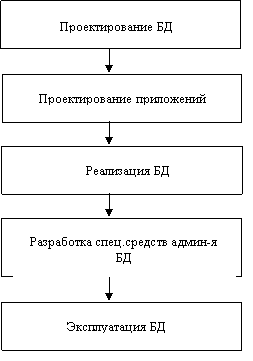 Проектирование БД
Проектирование приложений
Реализация БД
Разработка спец.средств админ-я
БД
Эксплуатация БД